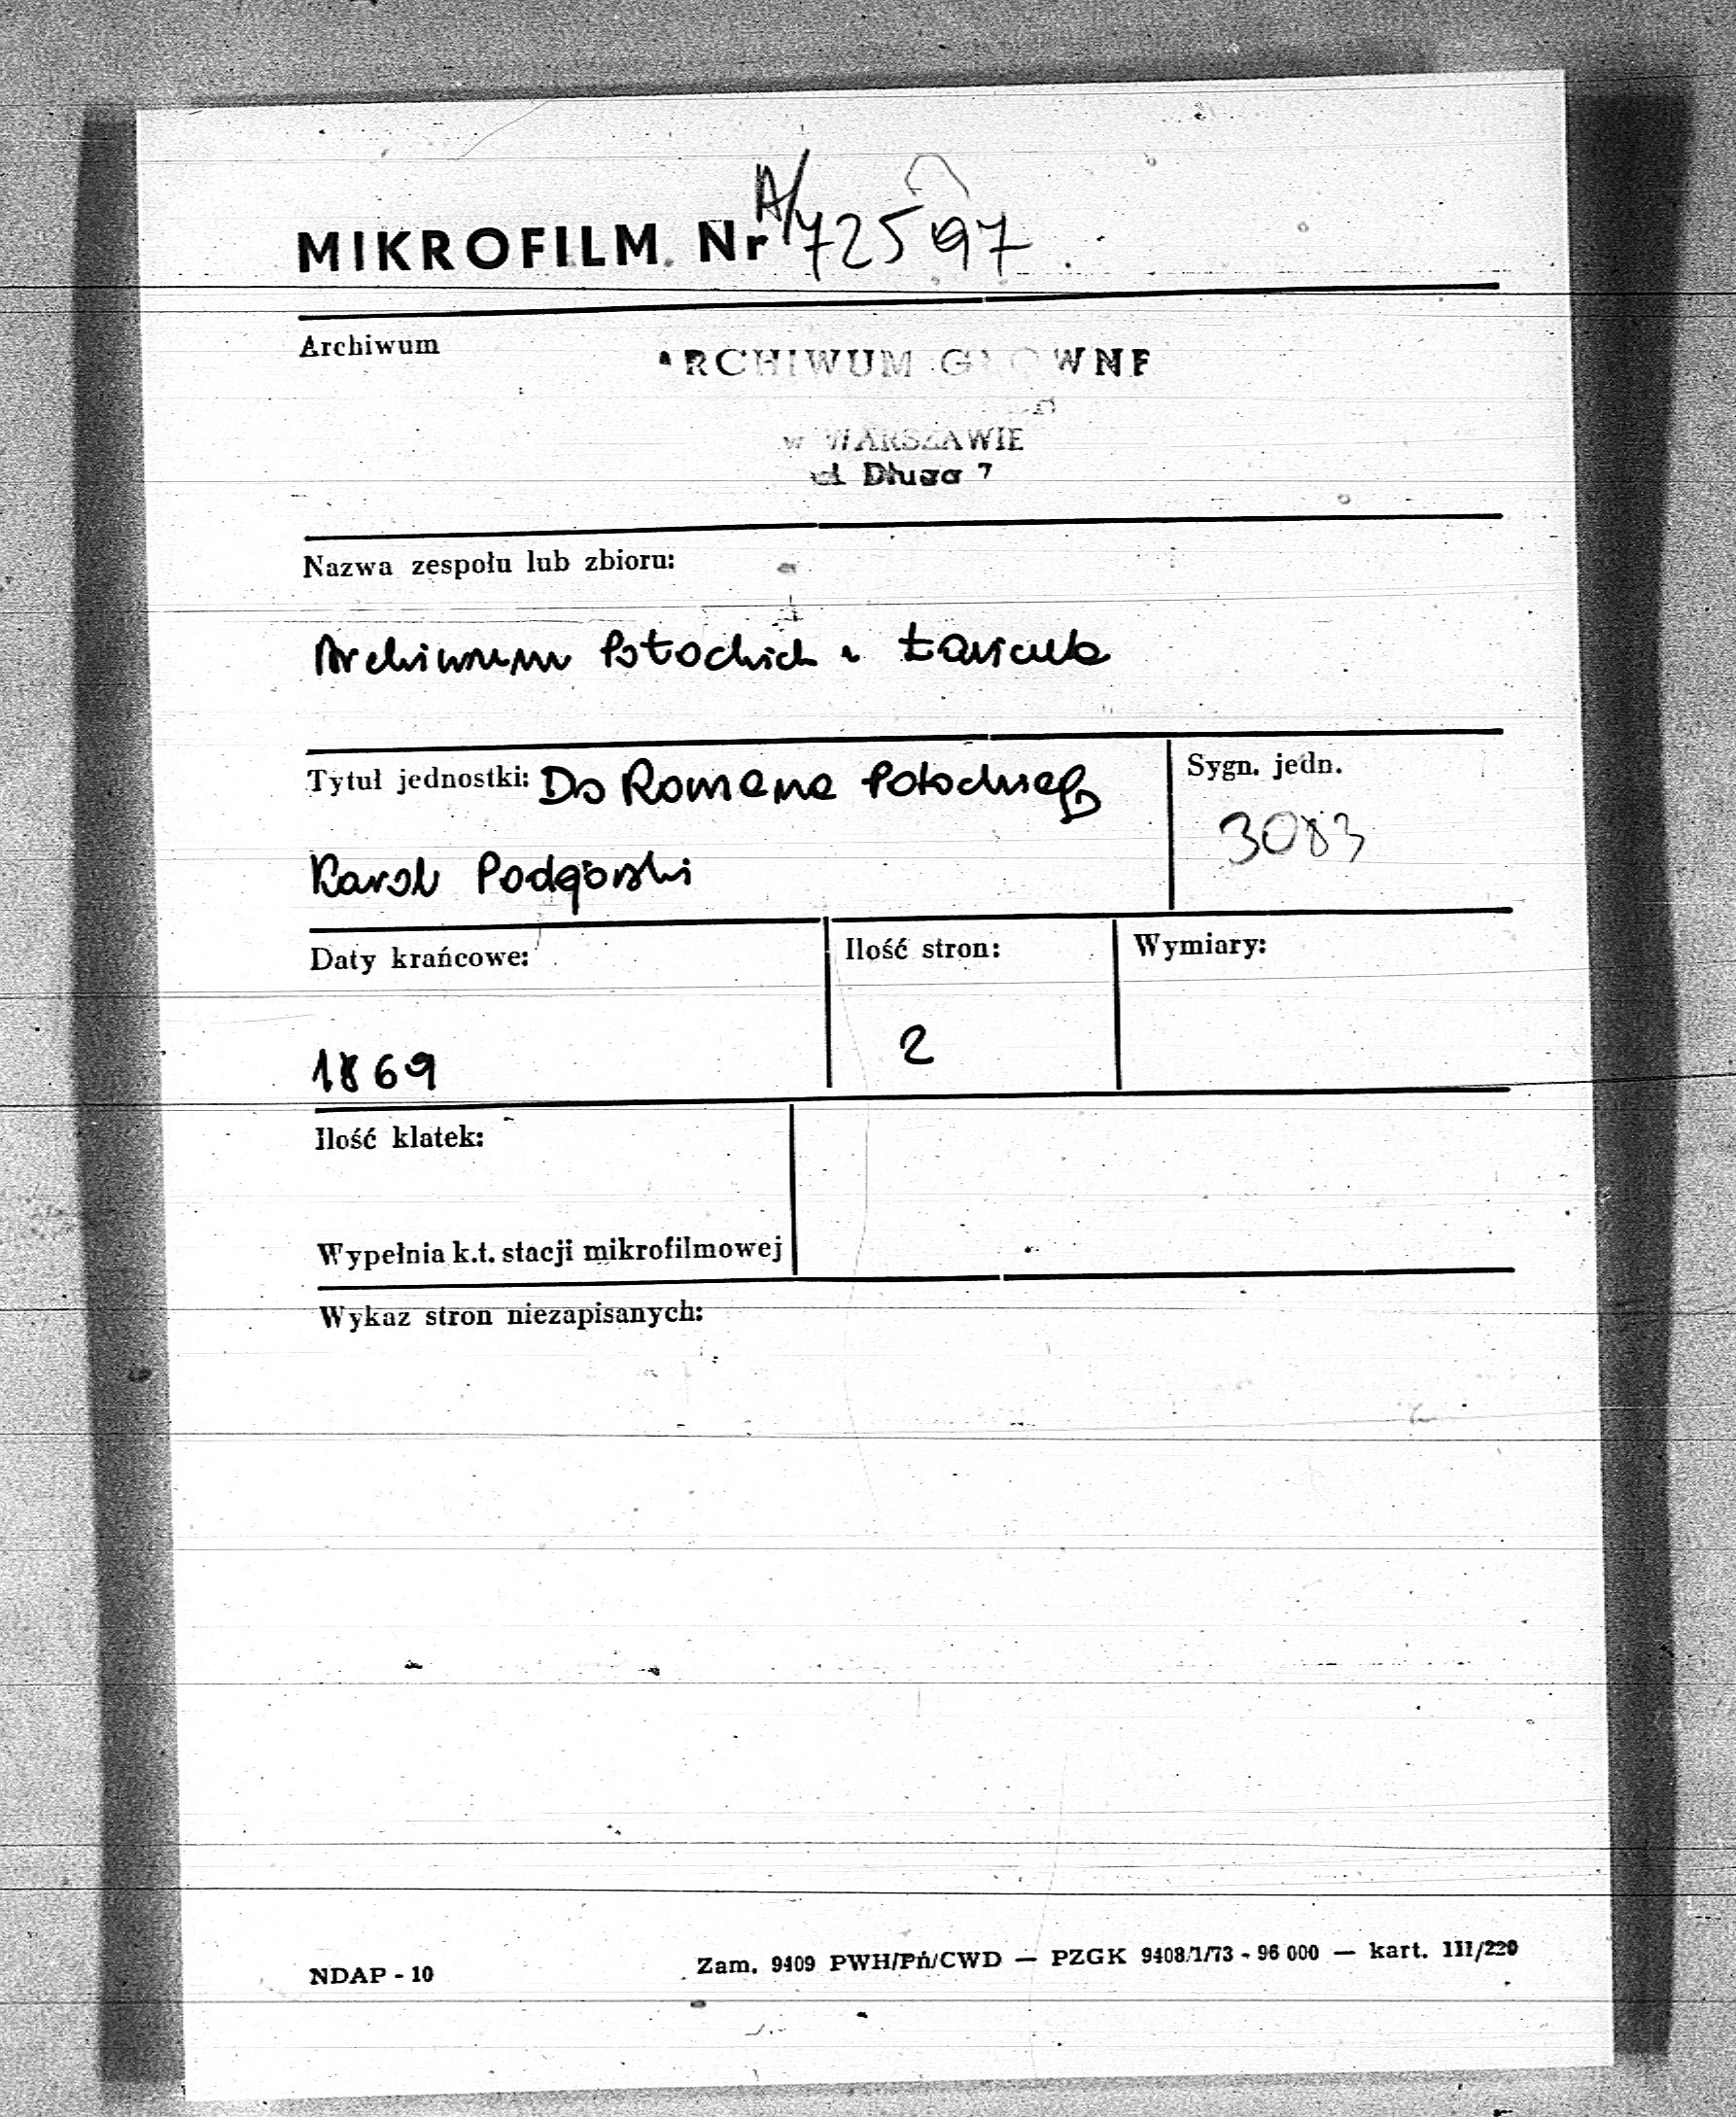 MIKROFILM Nr A/72597
Archiwum
ARCHIWUM GŁÓWNE
w WARSZAWIE
ul. Długa 7
Nazwa zespołu lub zbioru:
Archiwum Potockich z Łańcuta
Tytuł jednostki: Do Romana Potockiego
Sygn. jedn.
3083
Karol Podgórski
Daty krańcowe:
Ilość stron:
Wymiary:
1869
2
Ilość klatek:
Wypełnia k.t. stacji mikrofilmowej
Wykaz stron niezapisanych:
NDAP - 10
Zam. 9409 PWH/Pń/CWD — PZGK 9408/1/73 - 96 000 — kart. III/220